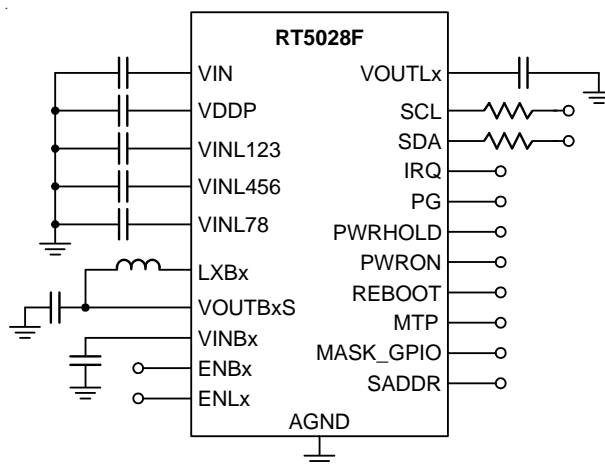 RT5028F
VIN
VDDP
VINL123
VINL456
VINL78
LXBx
VOUTBxS
VINBx
ENBx
ENLx
VOUTLx
SCL
SDA
IRQ
PG
PWRHOLD
PWRON
REBOOT
MTP
MASK_GPIO
SADDR
AGND